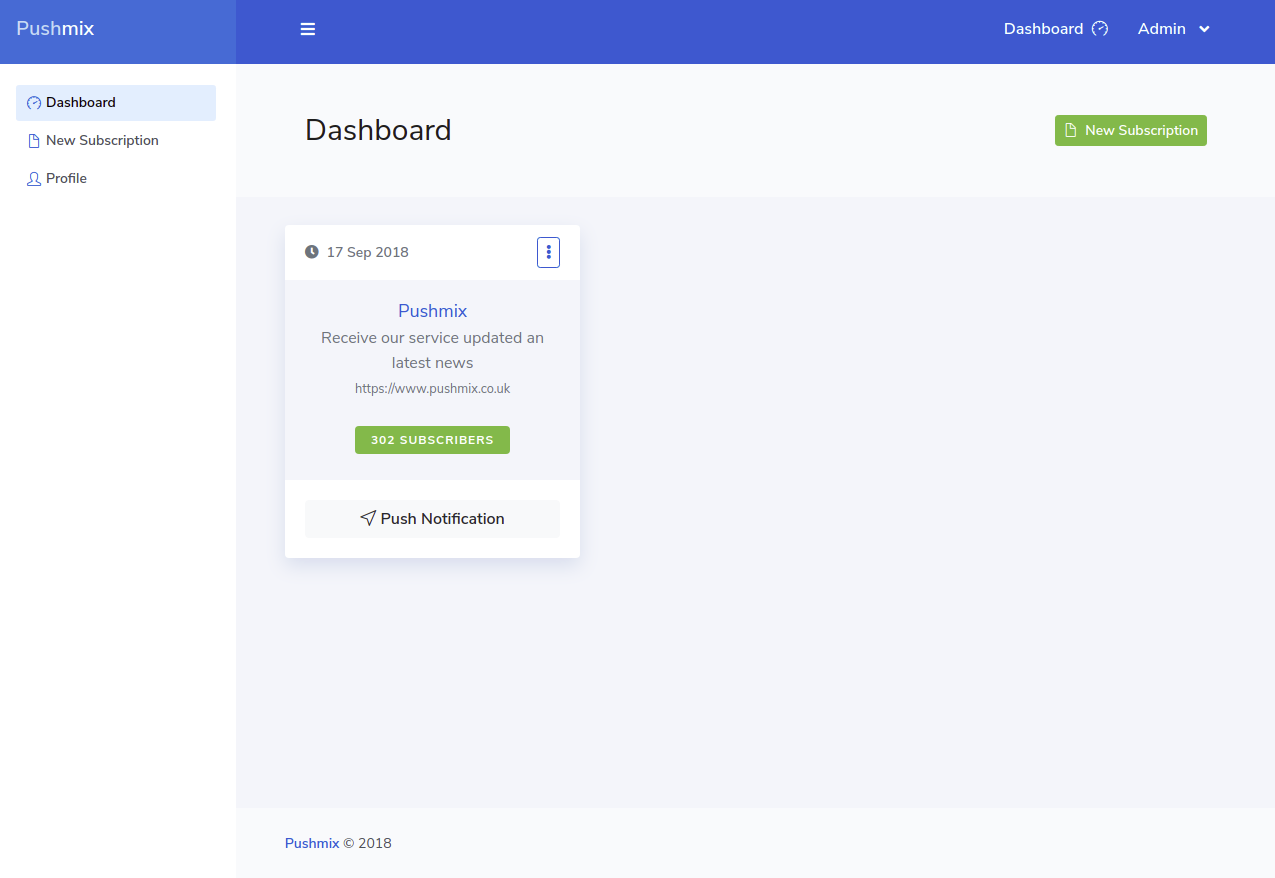 Pushmix
Dashboard
Admin
Dashboard
New Subscription
Profile
Dashboard
New Subscription
17 Sep 2018
Pushmix
Receive our service updated an
latest news
https://www.pushmix.co.uk
302 SUBSCRIBERS
Push Notification
Pushmix © 2018